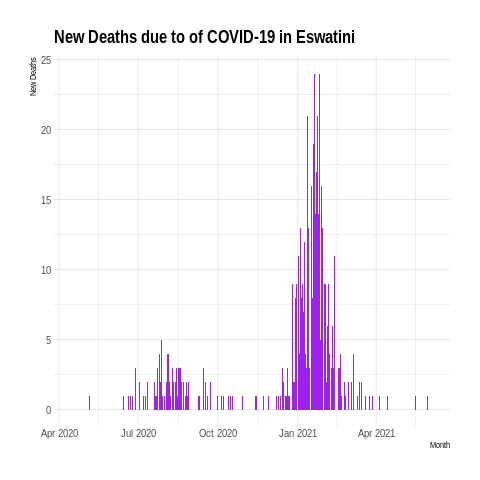 New Deaths due to of COVID-19 in Eswatini
New Deaths
25
20
15
10
5
0
Apr 2020 Jul 2020 Oct 2020 Jan 2021 Apr 2021
Month